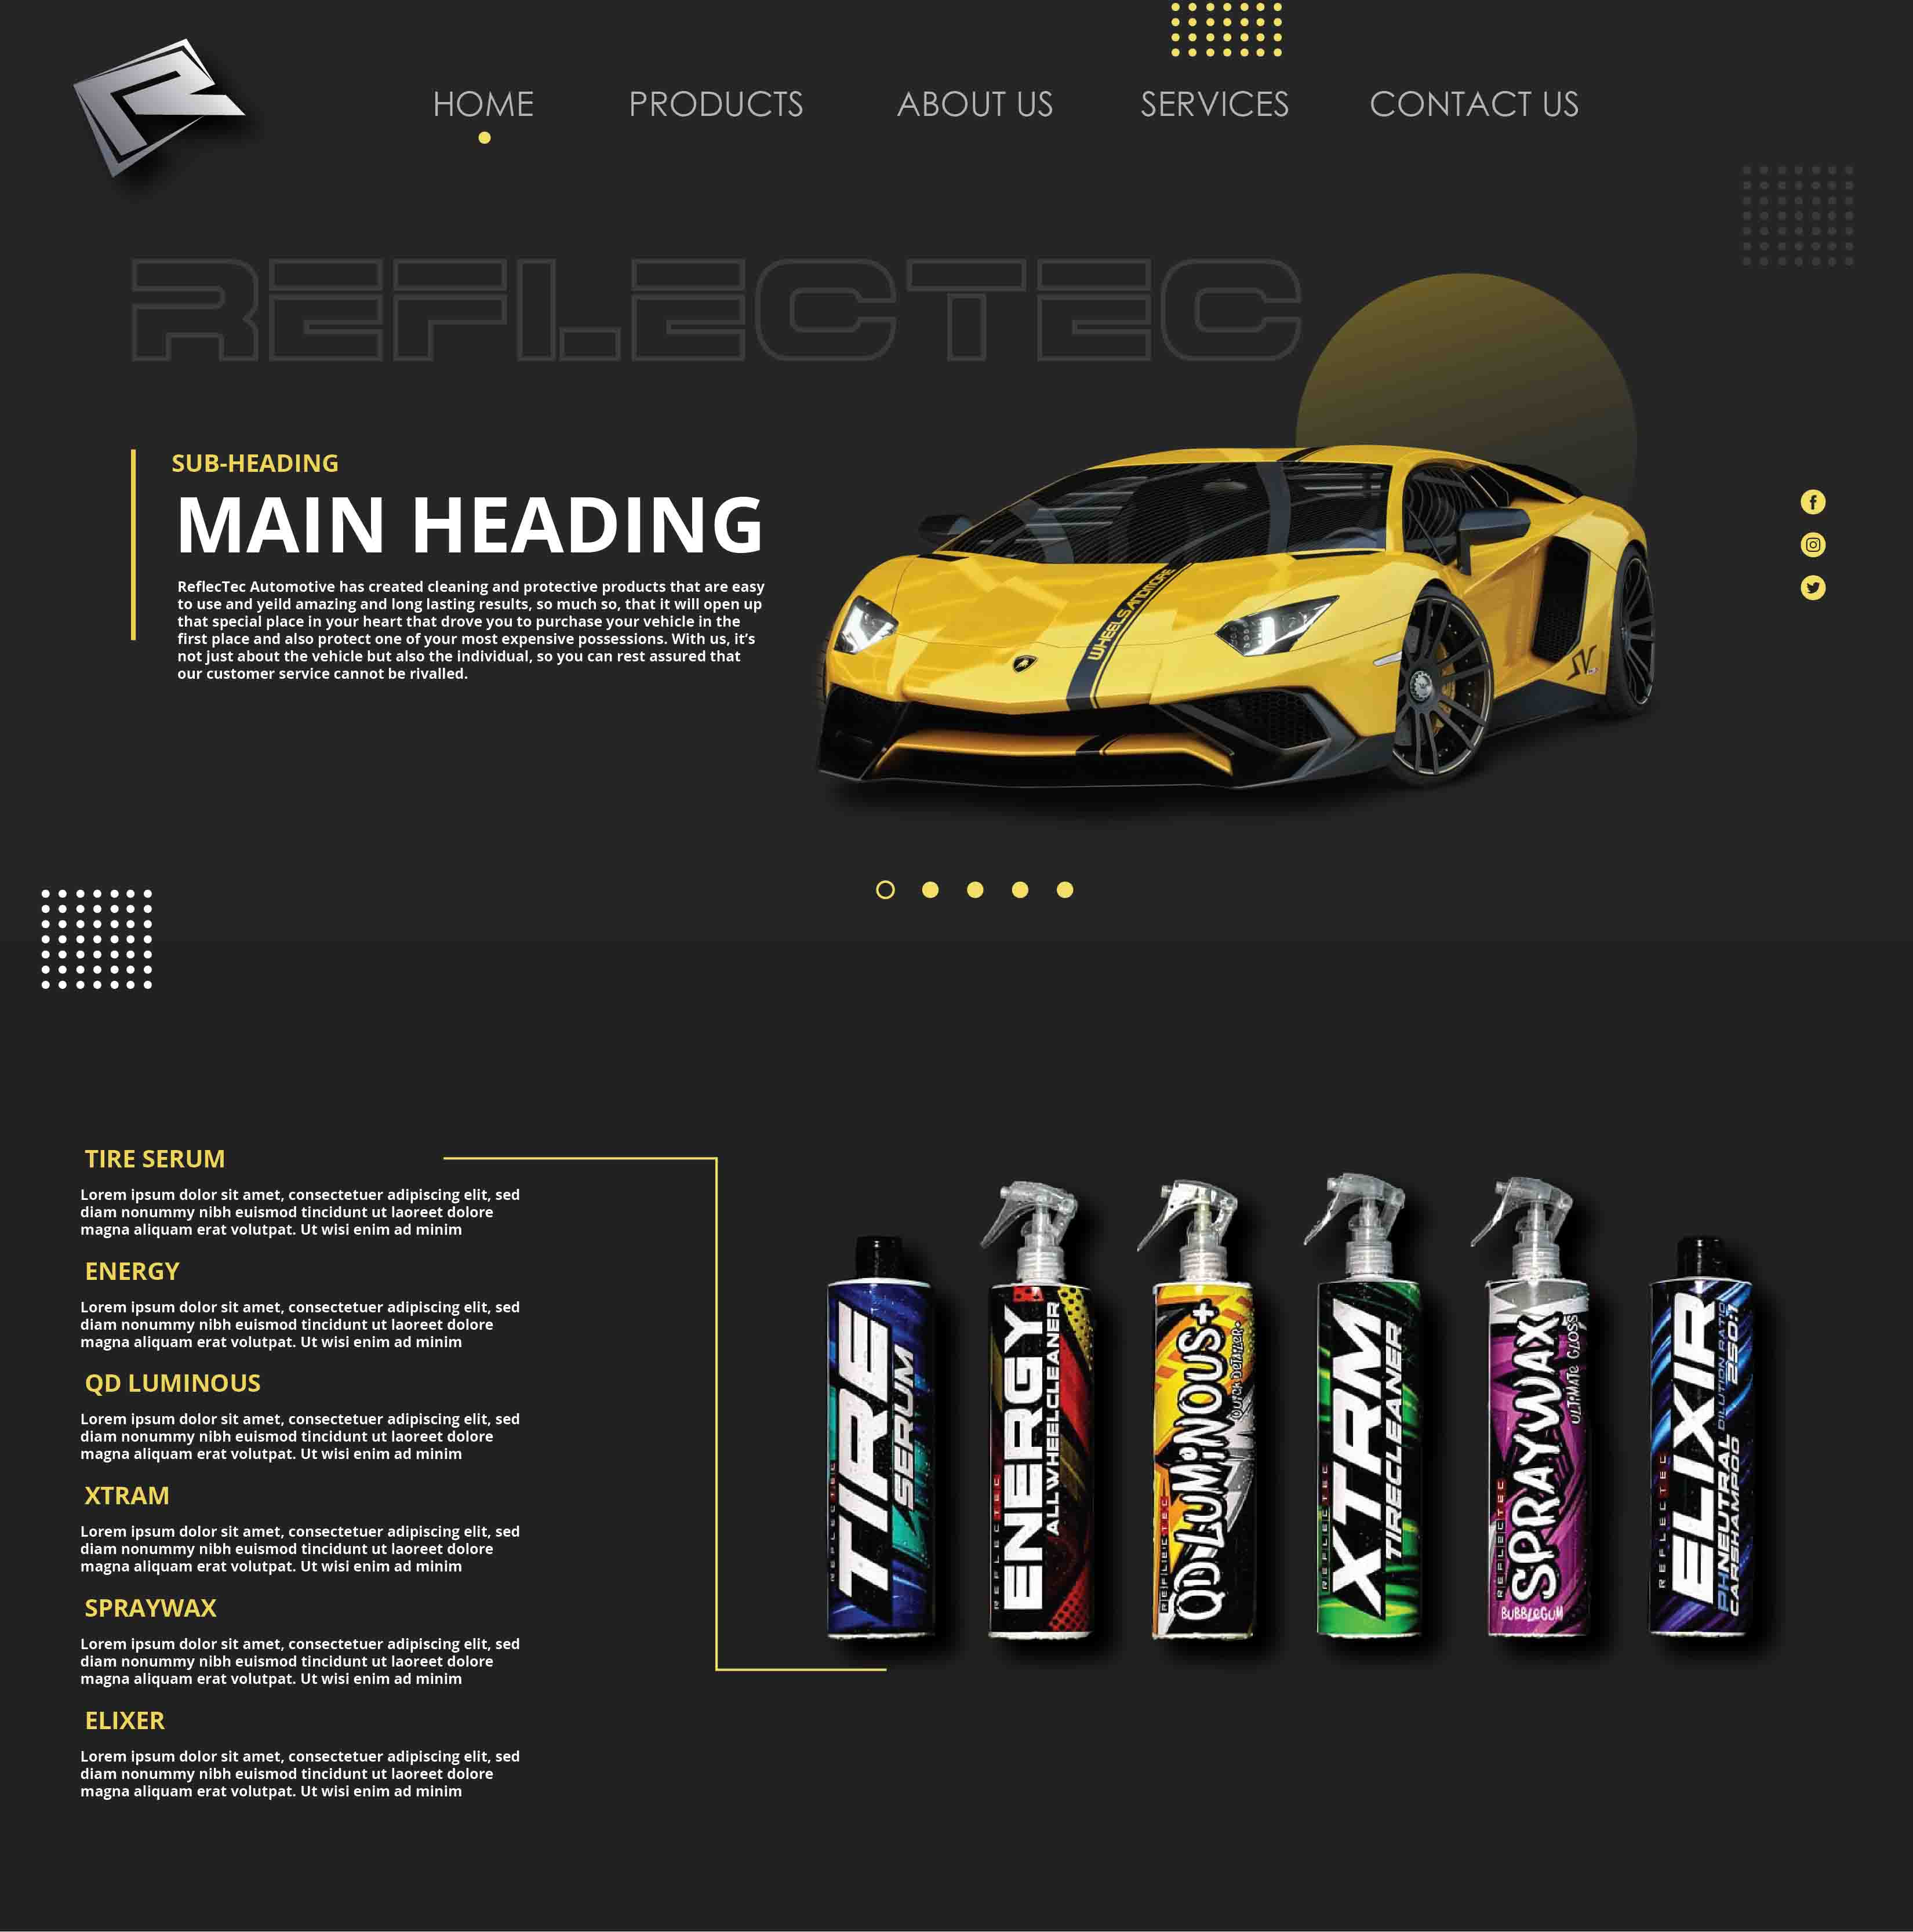 HOME
PRODUCTS
ABOUT US
SERVICES
CONTACT US
REFLECTEC
SUB-HEADING
MAIN HEADING
ReflecTec Automotive has created cleaning and protective products that are easy
to use and yeild amazing and long lasting results, so much so, that it will open up
that special place in your heart that drove you to purchase your vehicle in the
first place and also protect one of your most expensive possessions. With us, it’s
not just about the vehicle but also the individual, so you can rest assured that
our customer service cannot be rivalled.
WHEELSANDMORE
SV
TIRE SERUM
Lorem ipsum dolor sit amet, consectetuer adipiscing elit, sed
diam nonummy nibh euismod tincidunt ut laoreet dolore
magna aliquam erat volutpat. Ut wisi enim ad minim
ENERGY
Lorem ipsum dolor sit amet, consectetuer adipiscing elit, sed
diam nonummy nibh euismod tincidunt ut laoreet dolore
magna aliquam erat volutpat. Ut wisi enim ad minim
QD LUMINOUS
Lorem ipsum dolor sit amet, consectetuer adipiscing elit, sed
diam nonummy nibh euismod tincidunt ut laoreet dolore
magna aliquam erat volutpat. Ut wisi enim ad minim
XTRAM
Lorem ipsum dolor sit amet, consectetuer adipiscing elit, sed
diam nonummy nibh euismod tincidunt ut laoreet dolore
magna aliquam erat volutpat. Ut wisi enim ad minim
SPRAYWAX
Lorem ipsum dolor sit amet, consectetuer adipiscing elit, sed
diam nonummy nibh euismod tincidunt ut laoreet dolore
magna aliquam erat volutpat. Ut wisi enim ad minim
ELIXER
Lorem ipsum dolor sit amet, consectetuer adipiscing elit, sed
diam nonummy nibh euismod tincidunt ut laoreet dolore
magna aliquam erat volutpat. Ut wisi enim ad minim
REFLECTEC
TIRE
SERUM
REFLECTEC
ENERGY
ALL WHEEL CLEANER
REFLECTEC
QD LUMiNOUS+
QUiCK DETAiLER+
REFLECTEC
XTRM
TIRECLEANER
REFLECTEC
SPRAYWAX
ULTIMATE GLOSS
BUBBLEGUM
REFLECTEC
ELIXIR
PHNEUTRAL DILUTION RATIO
CARSHAMPOO 250:1